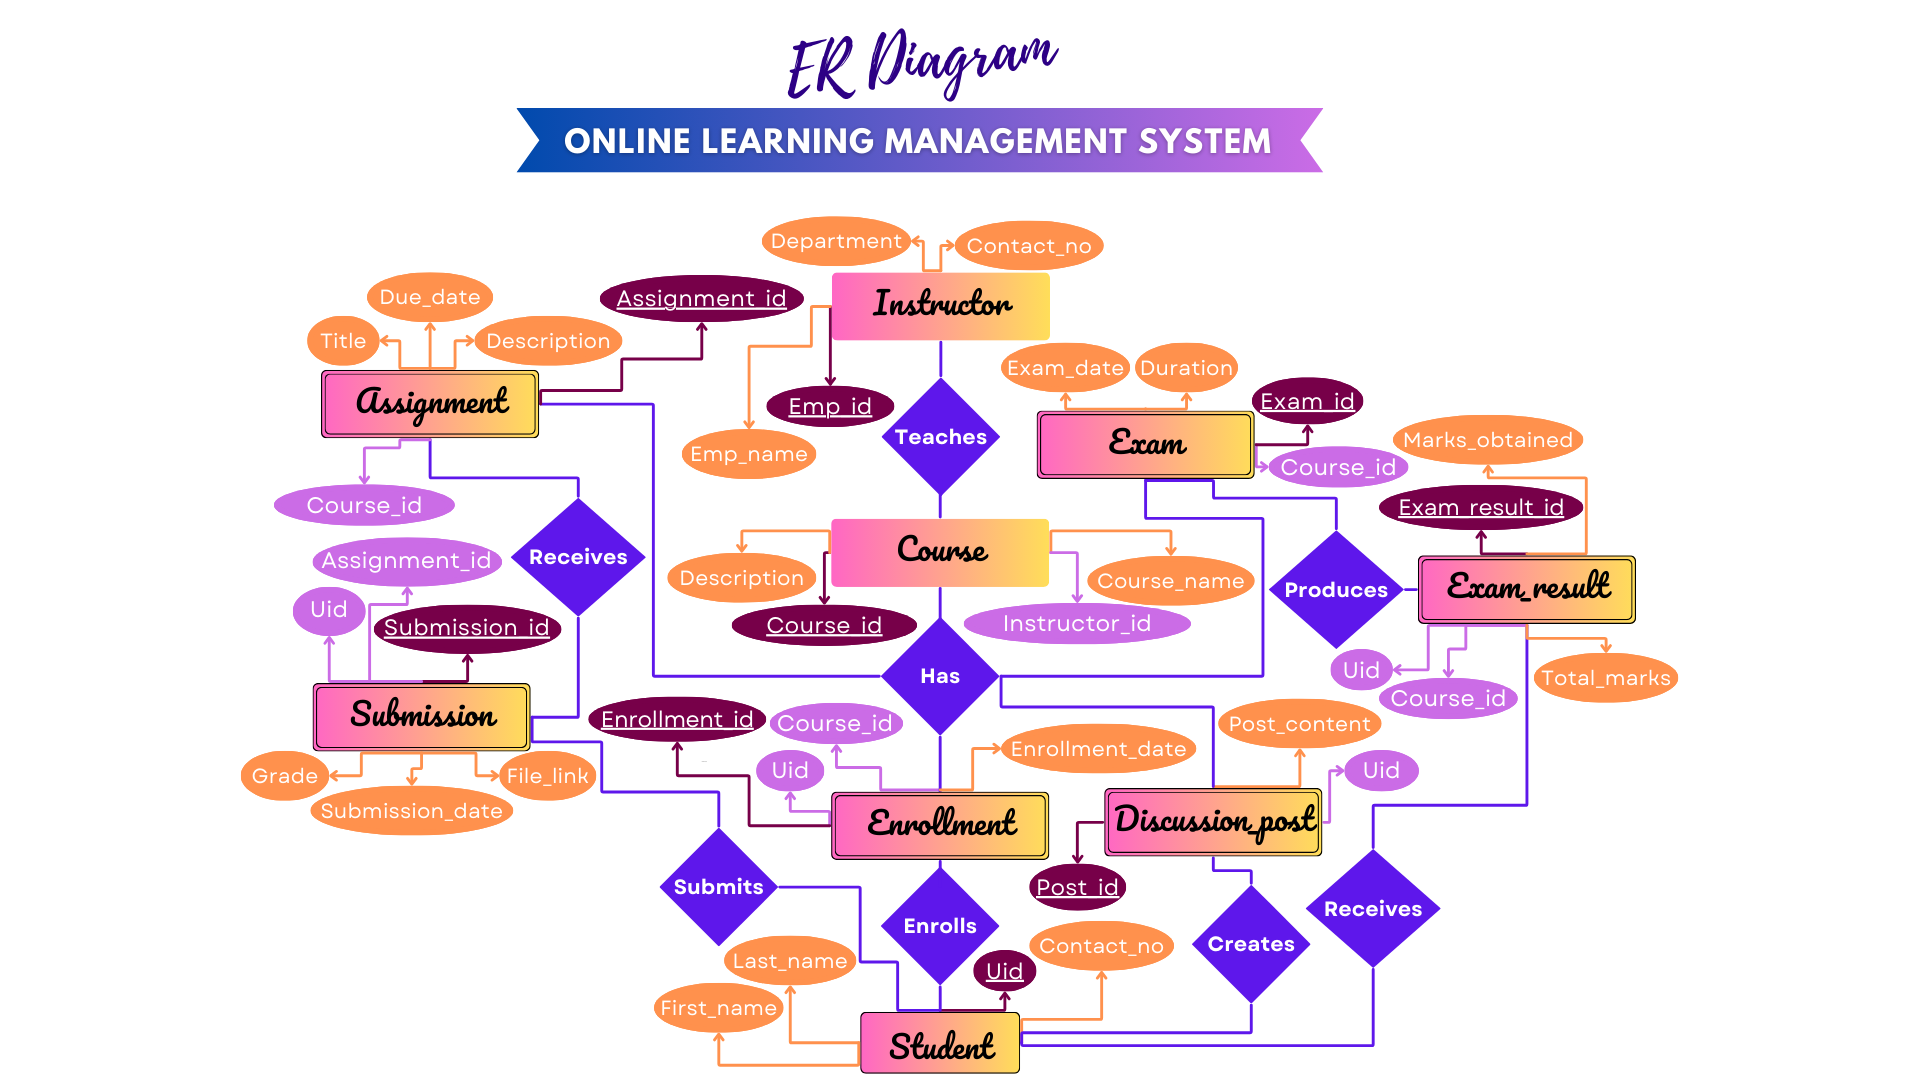 ER Diagram
ONLINE LEARNING MANAGEMENT SYSTEM
Department
Contact_no
Due_date
Assignment_id
Instructor
Title
Description
Exam_date
Duration
Assignment
Emp_id
Exam_id
Teaches
Exam
Marks_obtained
Emp_name
Course_id
Course_id
Exam_result_id
Receives
Course
Assignment_id
Description
Course_name
Produces
Exam_result
Uid
Submission_id
Course_id
Instructor_id
Has
Uid
Total_marks
Course_id
Submission
Enrollment_id
Course_id
Post_content
Enrollment_date
Grade
File_link
Uid
Uid
Submission_date
Enrollment
Discussion_post
Submits
Post_id
Receives
Enrolls
Creates
Contact_no
Last_name
Uid
First_name
Student